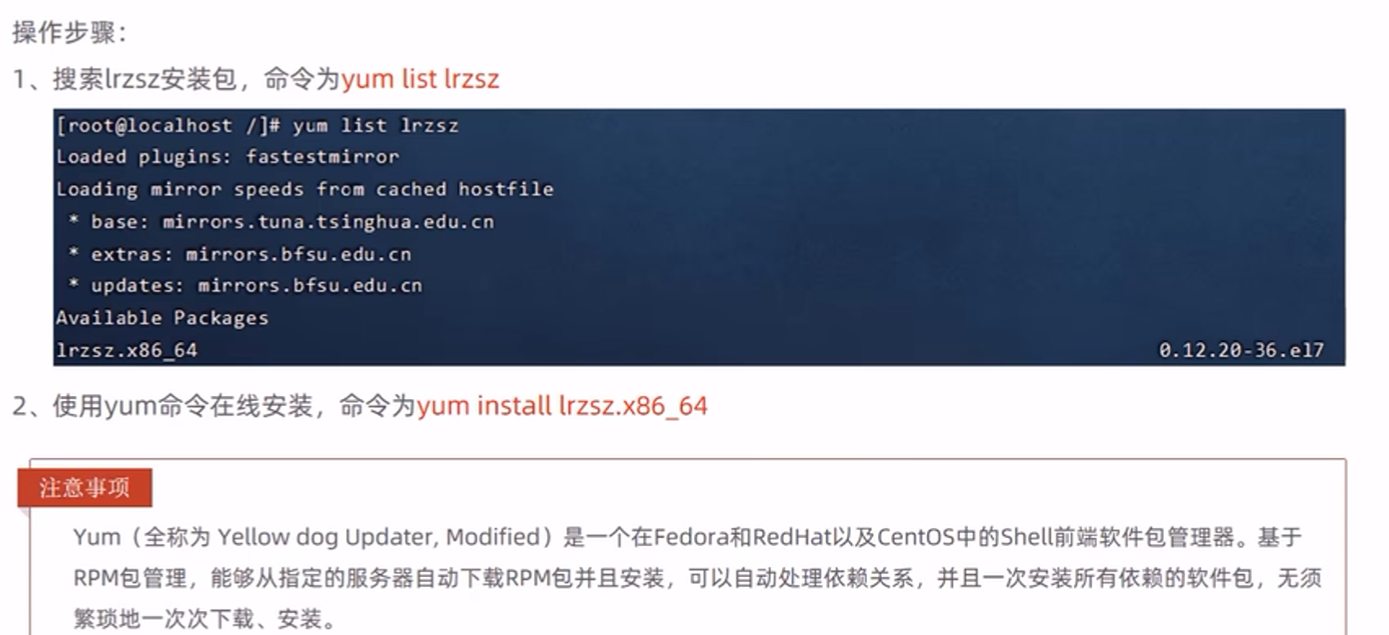 操作步骤：
1、搜索lrzsz安装包，命令为yum list lrzsz
[root@localhost /]# yum list lrzsz
Loaded plugins: fastestmirror
Loading mirror speeds from cached hostfile
 * base: mirrors.tuna.tsinghua.edu.cn
 * extras: mirrors.bfsu.edu.cn
 * updates: mirrors.bfsu.edu.cn
Available Packages
lrzsz.x86_64 0.12.20-36.el7
2、使用yum命令在线安装，命令为yum install lrzsz.x86_64
注意事项
Yum（全称为 Yellow dog Updater, Modified）是一个在Fedora和RedHat以及CentOS中的Shell前端软件包管理器。基于
RPM包管理，能够从指定的服务器自动下载RPM包并且安装，可以自动处理依赖关系，并且一次安装所有依赖的软件包，无须
繁琐地一次次下载、安装。